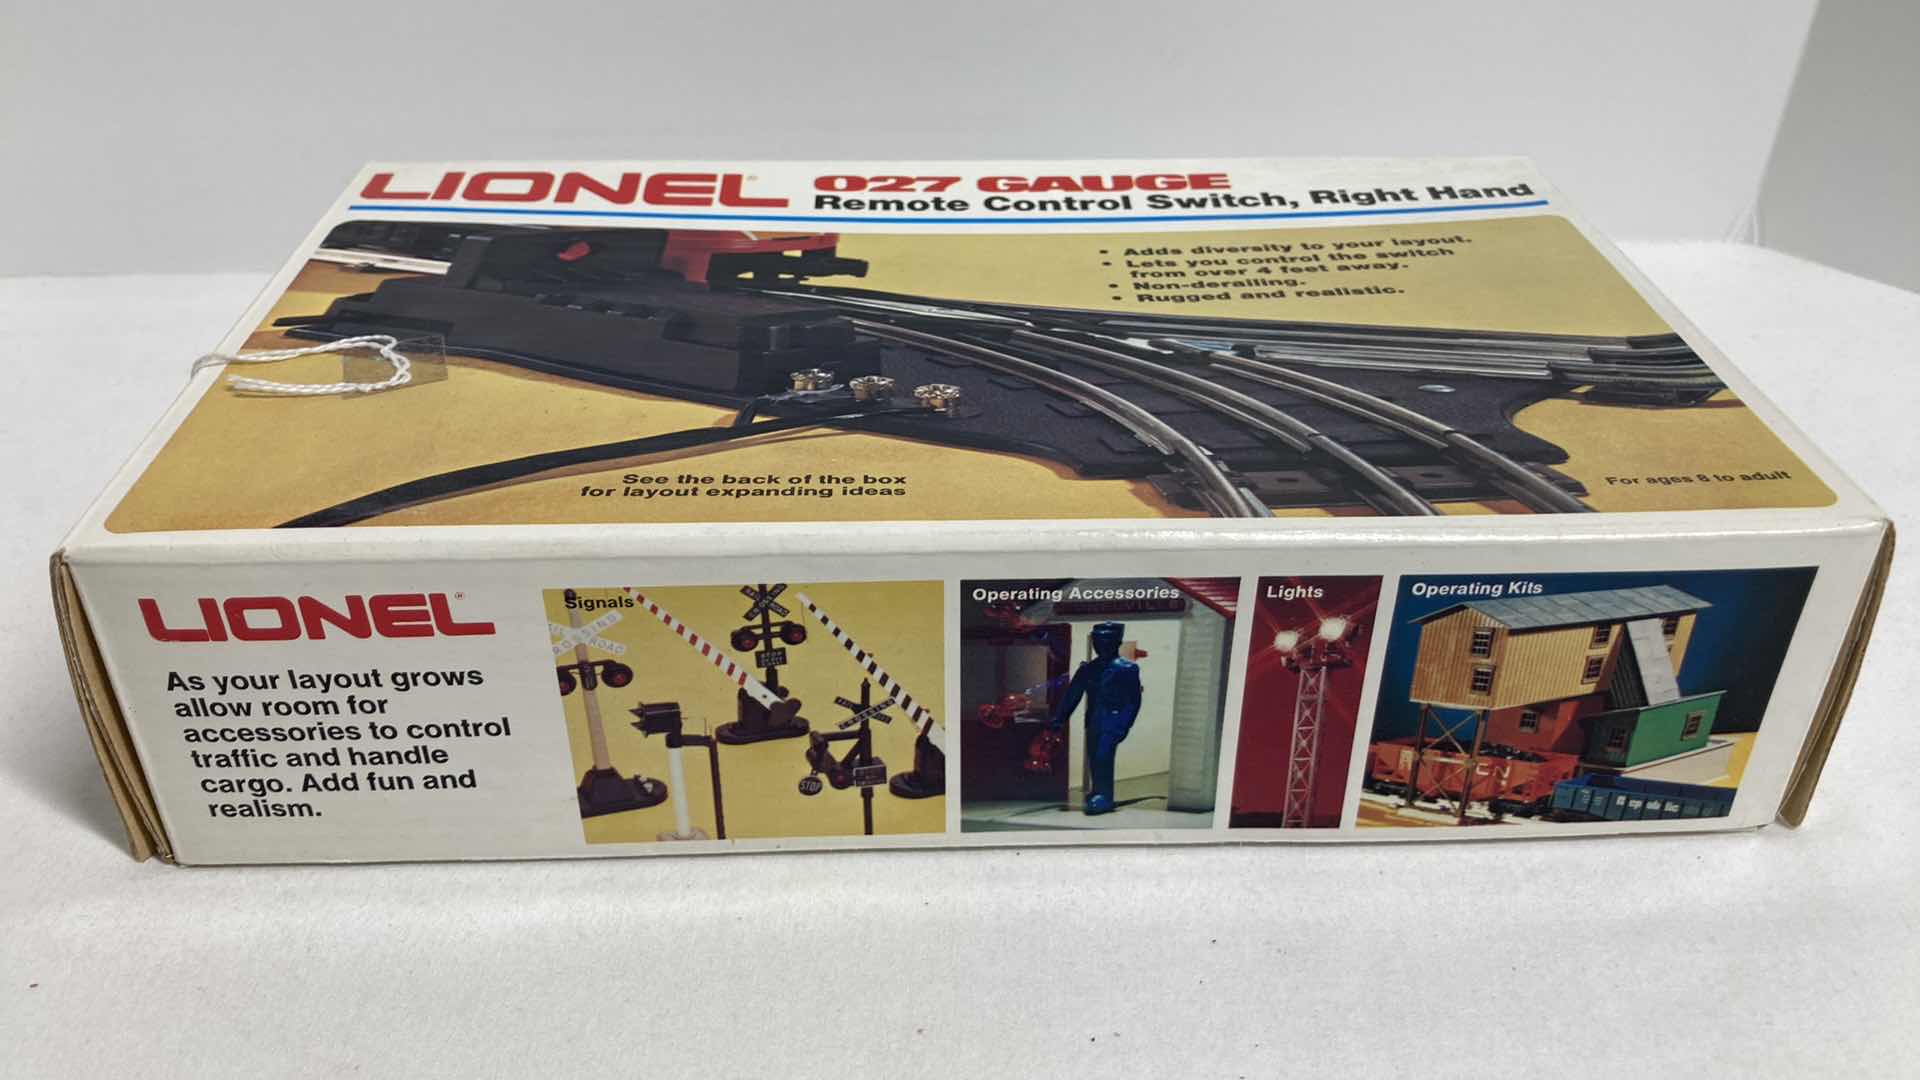 LIONEL®
027 GAUGE
Remote Control Switch, Right Hand
• Adds diversity to your layout.
• Lets you control the switch
from over 4 feet away.
• Non-derailing.
• Rugged and realistic.
See the back of the box
for layout expanding ideas
For ages 8 to adult
LIONEL®
As your layout grows
allow room for
accessories to control
traffic and handle
cargo. Add fun and
realism.
Signals
STOP
Operating Accessories
Lights
Operating Kits
CN